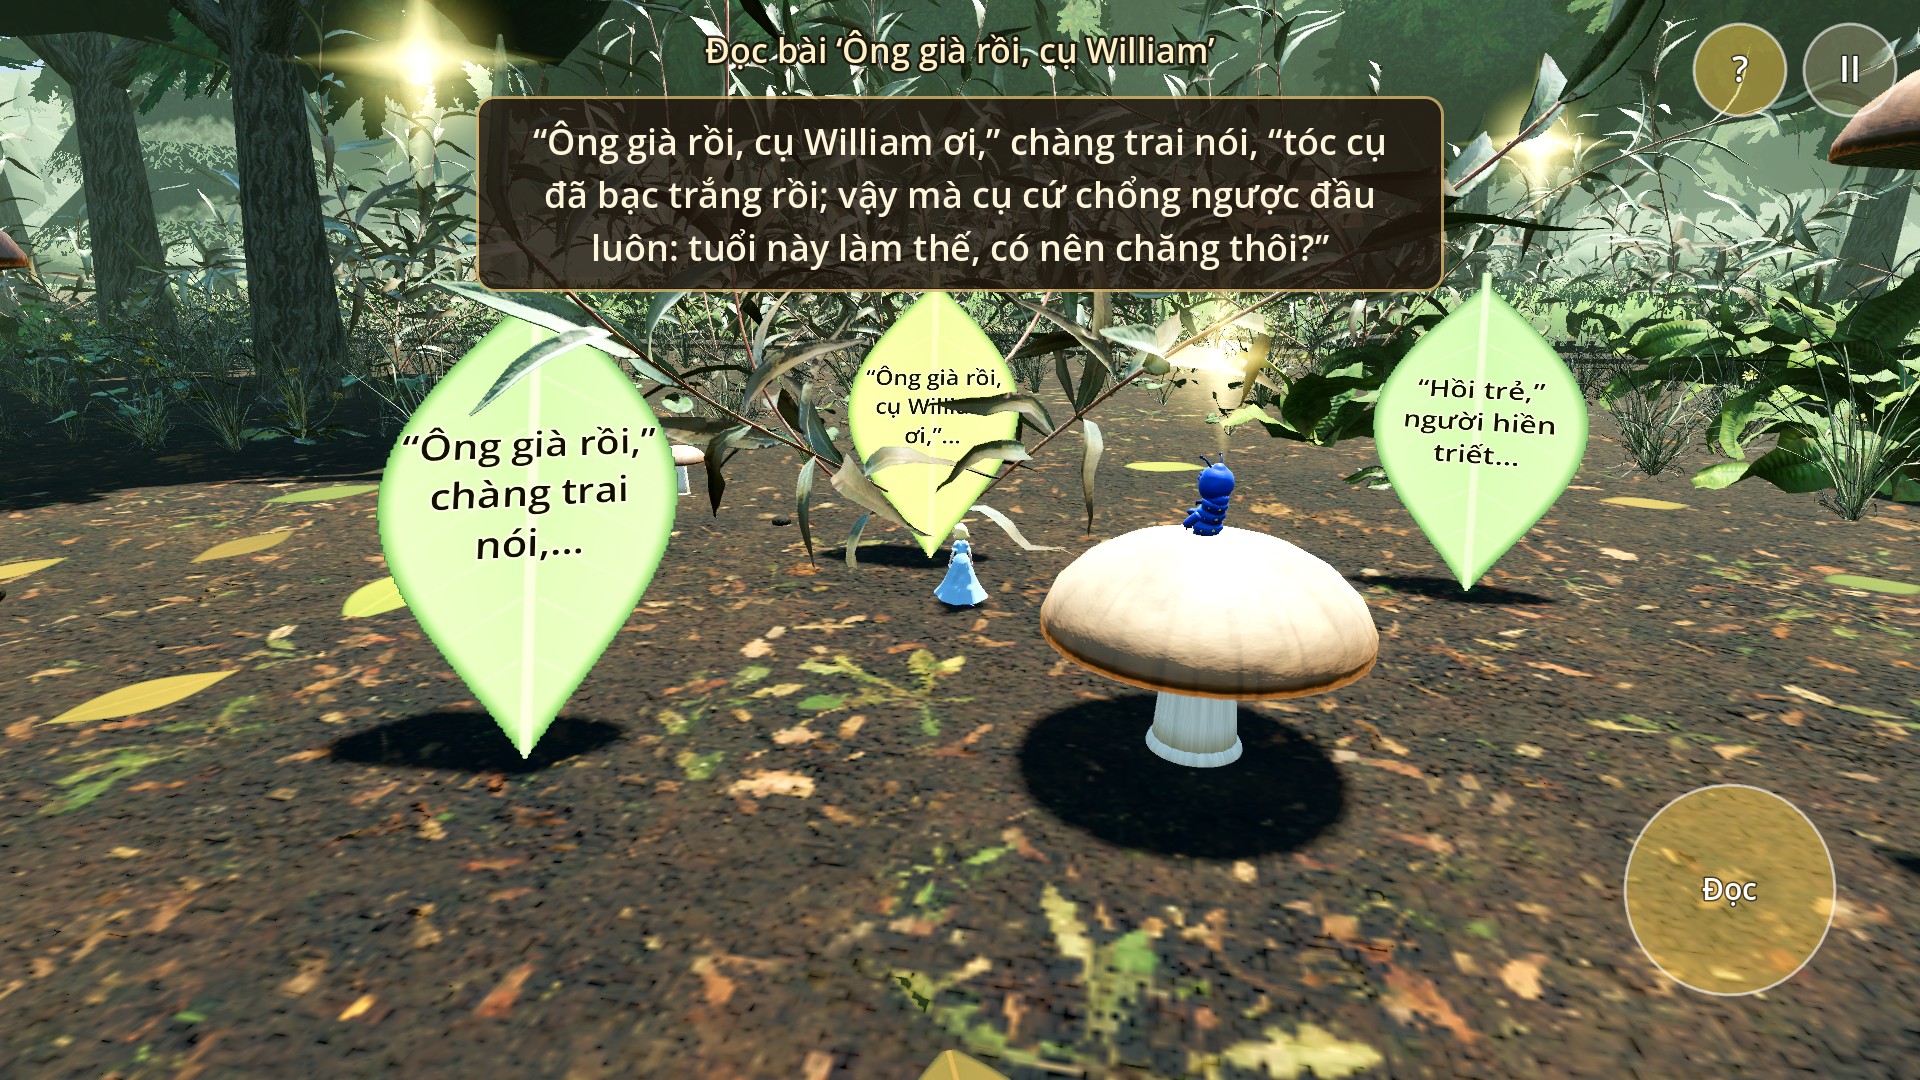 Đọc bài ‘Ông già rồi, cụ William’
?
“Ông già rồi, cụ William ơi,” chàng trai nói, “tóc cụ
đã bạc trắng rồi; vậy mà cụ cứ chổng ngược đầu
luôn: tuổi này làm thế, có nên chăng thôi?”
“Ông già rồi,”
chàng trai
nói,...
“Ông già rồi,
cụ William
ơi,”...
“Hồi trẻ,”
người hiền
triết...
Đọc